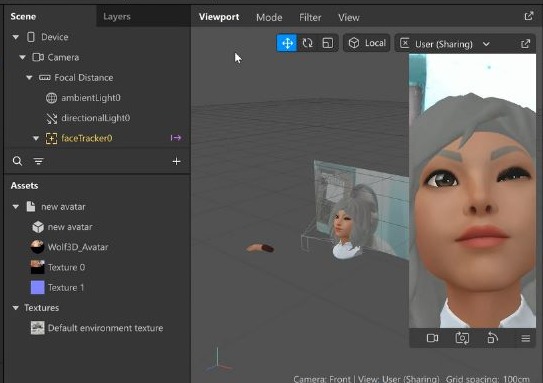 Scene
Layers
Device
Camera
Focal Distance
ambientLight0
directionalLight0
faceTracker0
Assets
new avatar
new avatar
Wolf3D_Avatar
Texture 0
Texture 1
Textures
Default environment texture
Viewport Mode Filter View
Local
User (Sharing)
Camera: Front | View: User (Sharing) Grid spacing: 100cm